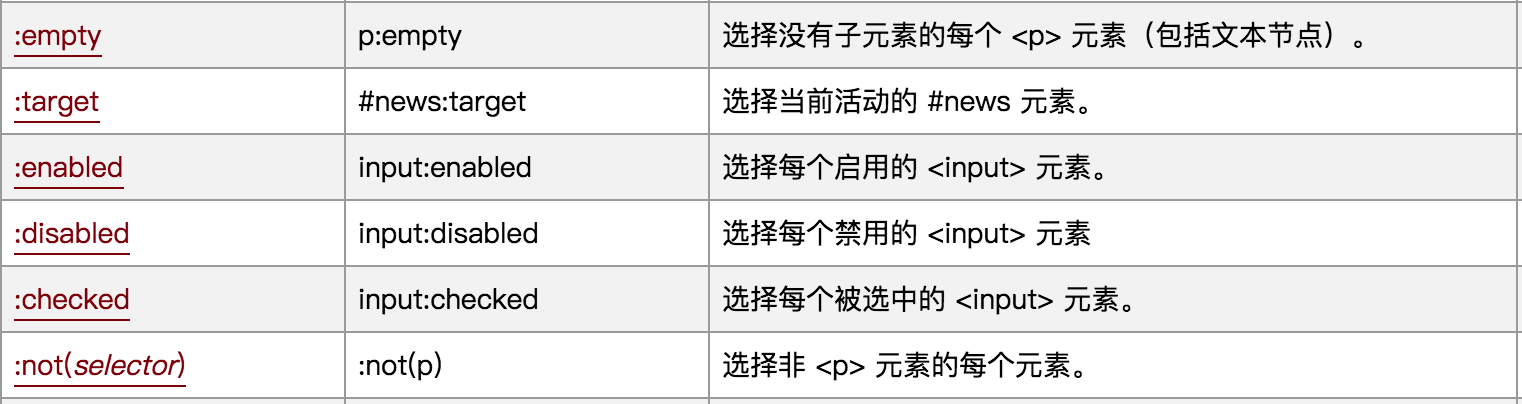 :empty p:empty 选择没有子元素的每个 <p> 元素（包括文本节点）。
:target #news:target 选择当前活动的 #news 元素。
:enabled input:enabled 选择每个启用的 <input> 元素。
:disabled input:disabled 选择每个禁用的 <input> 元素
:checked input:checked 选择每个被选中的 <input> 元素。
:not(selector) :not(p) 选择非 <p> 元素的每个元素。